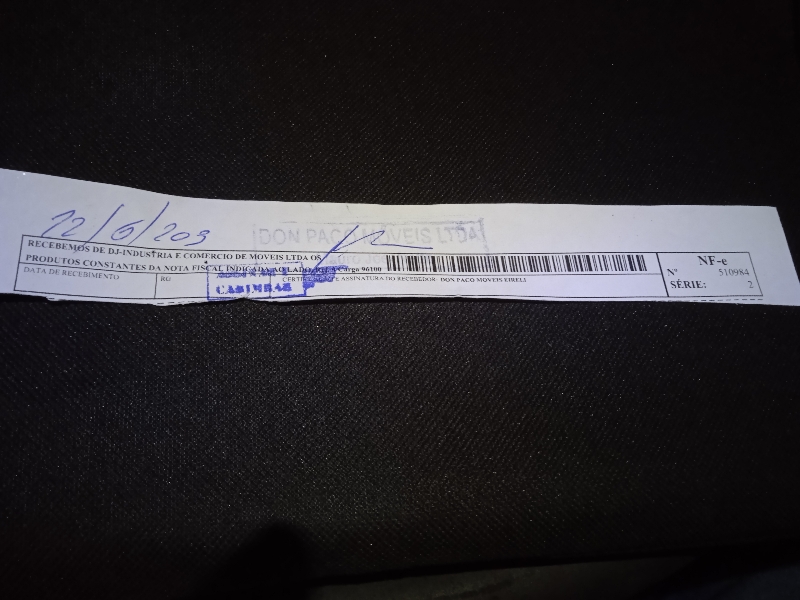 22/6/203
DON PACO MOVEIS LTDA
RECEBEMOS DE DJ-INDUSTRIA E COMERCIO DE MOVEIS LTDA OS
PRODUTOS CONSTANTES DA NOTA FISCAL INDICADA AO LADO. Carga 96100
DATA DE RECEBIMENTO
RG
E ASSINATURA DO RECEBEDOR- DON PACO MOVEIS EIRELI
CASIMBAS
NF-e
Nº 510984
SÉRIE: 2